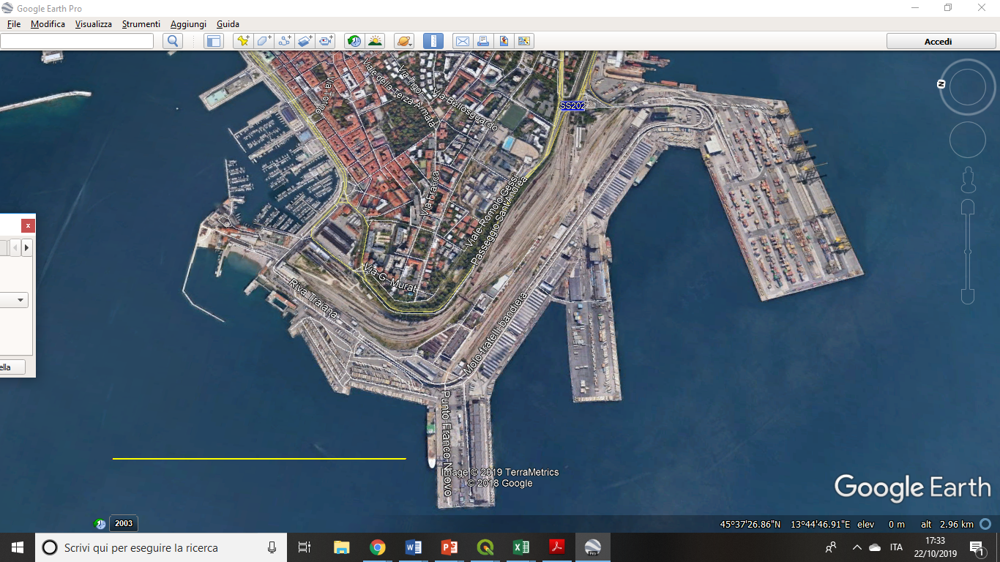 Google Earth Pro
File Modifica Visualizza Strumenti Aggiungi Guida
Accedi
N
Via Torino
Viale della Terza Armata
Via Tigor
Via Bellosguardo
SS202
Via Franca
Viale Romolo Gessi
Passeggio Sant'Andrea
Via G. Murat
Riva Traiana
Molo fratelli bandiera
Punto Franco Nuovo
ella
Image © 2019 TerraMetrics
© 2018 Google
Google Earth
2003
45°37'26.86"N 13°44'46.91"E elev 0 m alt 2.96 km
Scrivi qui per eseguire la ricerca
ITA
17:33
22/10/2019
1